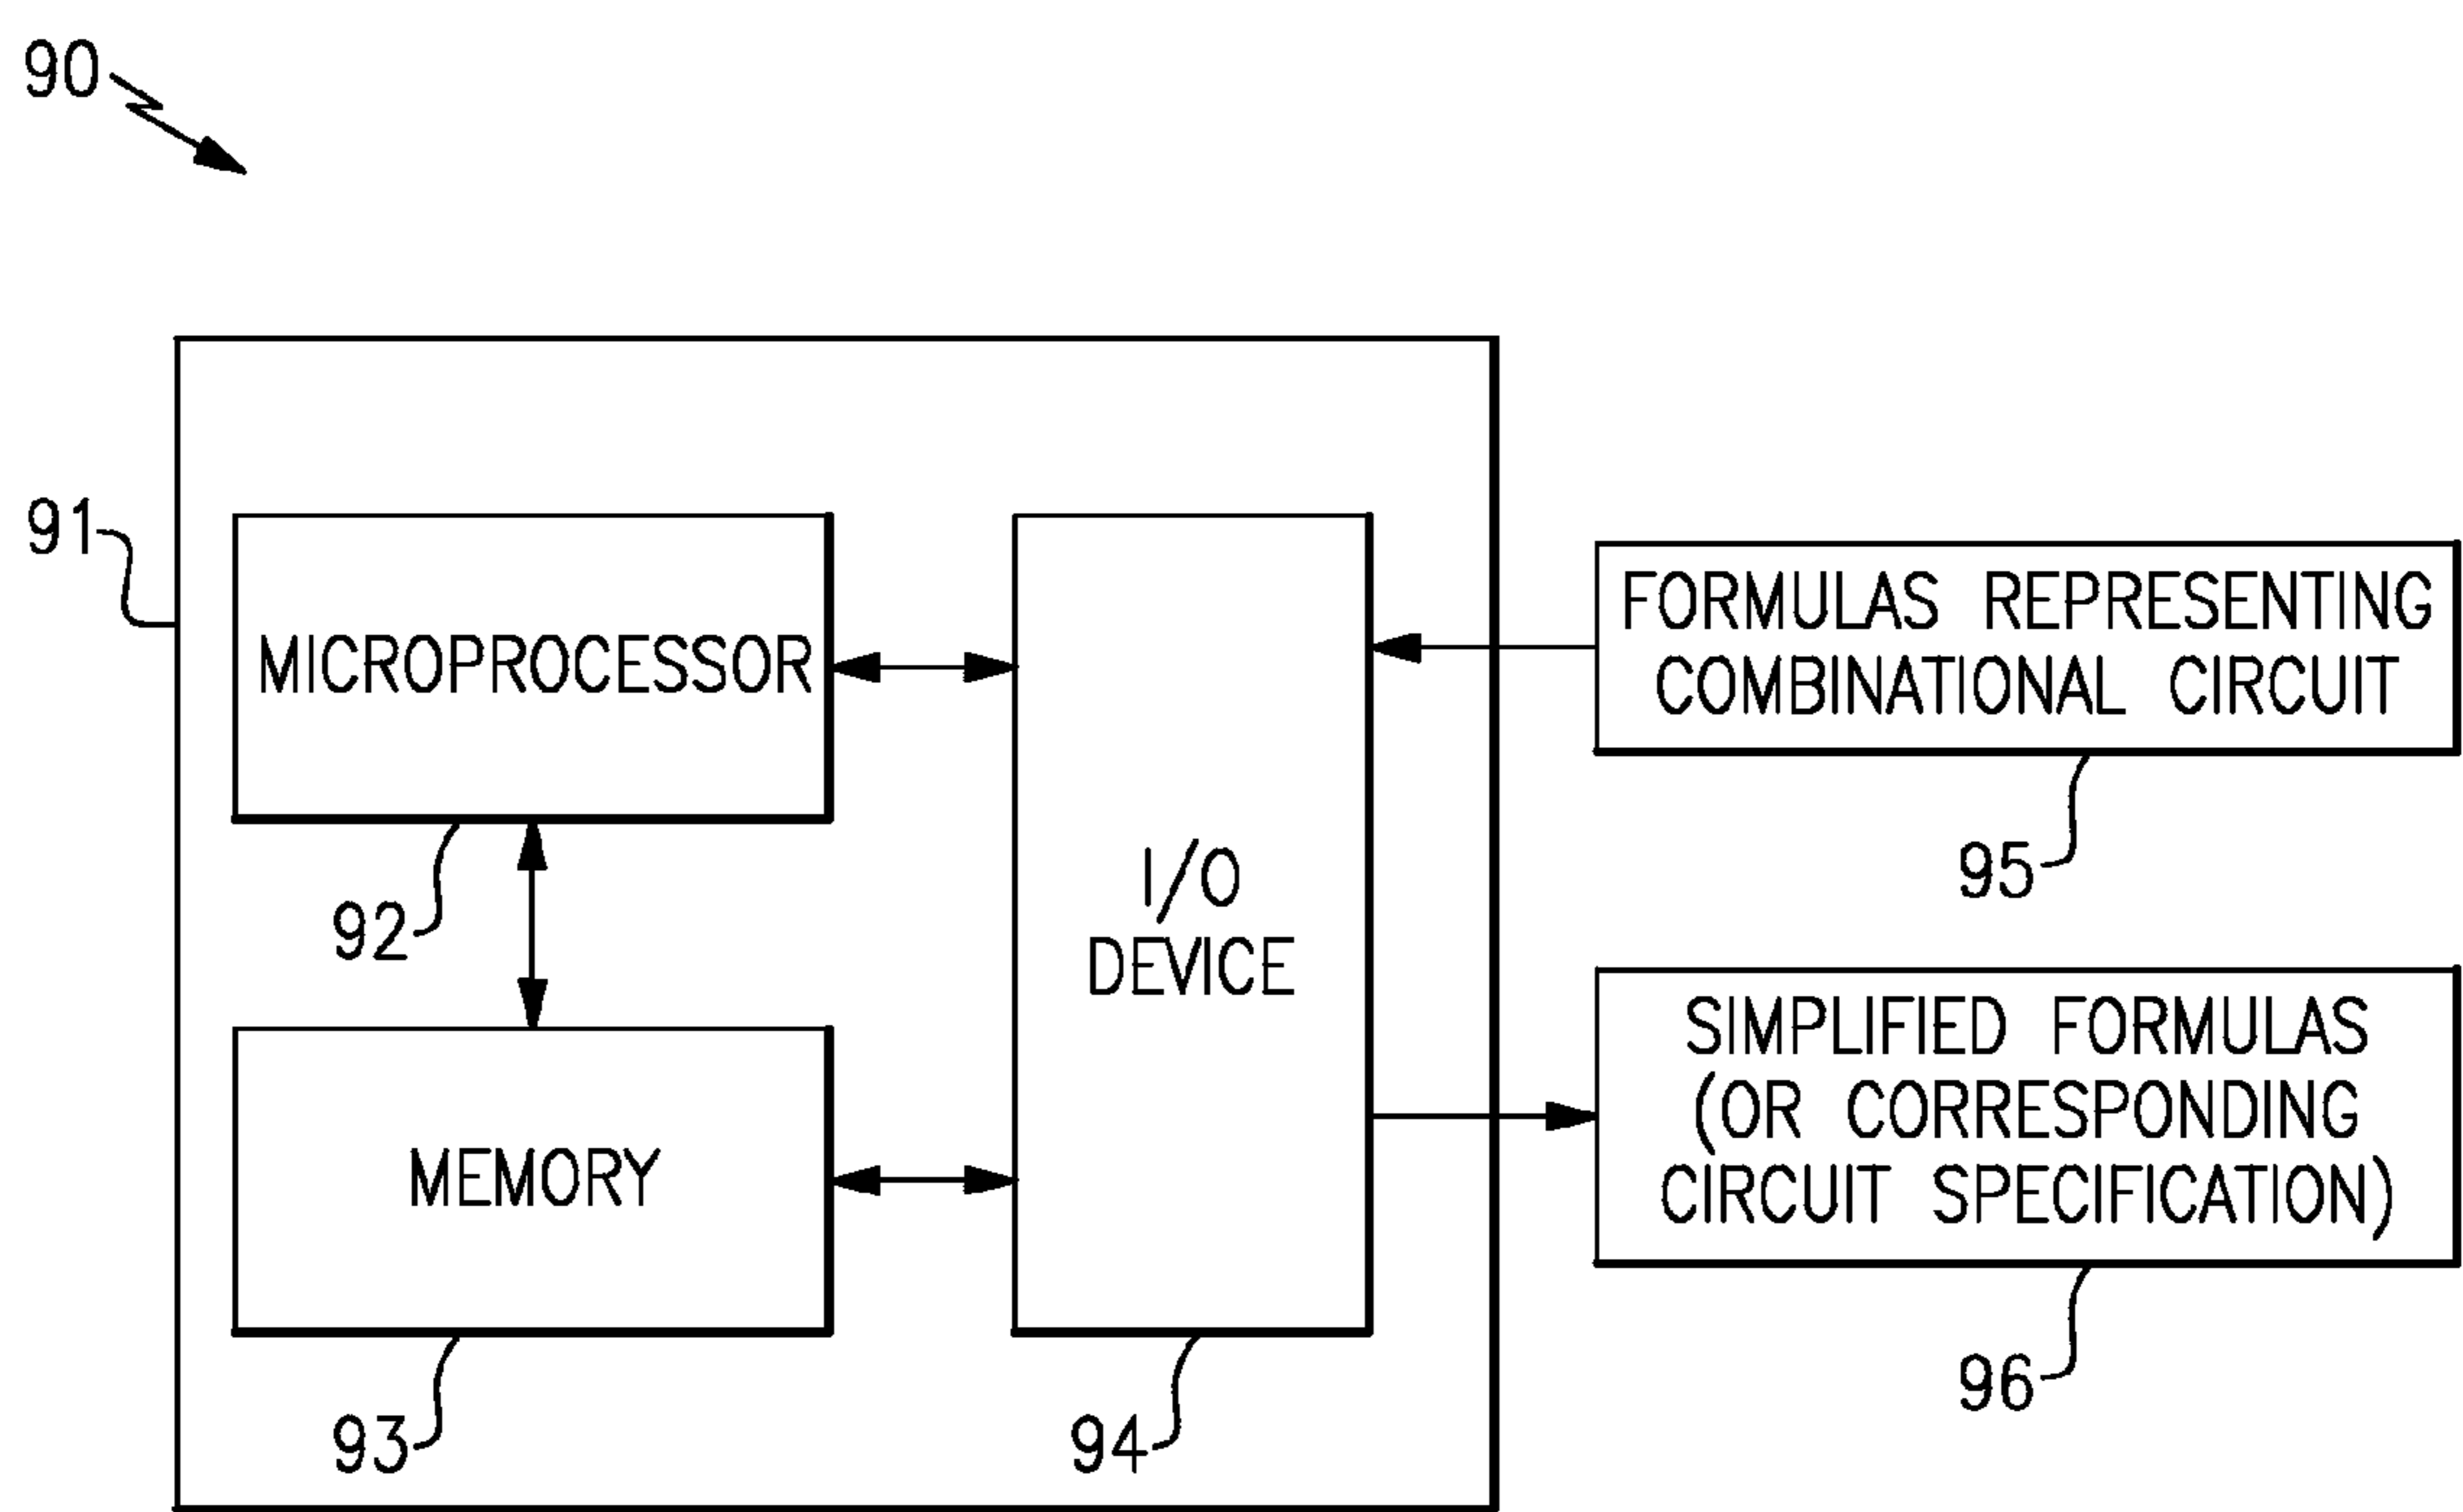 90
91
MICROPROCESSOR
92
MEMORY
93
I/O
DEVICE
94
FORMULAS REPRESENTING
COMBINATIONAL CIRCUIT
95
SIMPLIFIED FORMULAS
(OR CORRESPONDING
CIRCUIT SPECIFICATION)
96